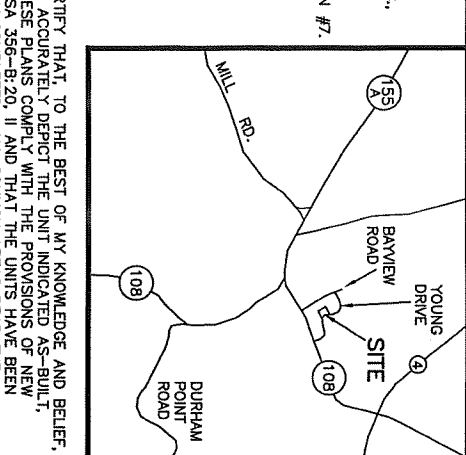 N #7.
155
A
MILL
RD.
BAYVIEW
ROAD
YOUNG
DRIVE
4
SITE
108
108
DURHAM
POINT
ROAD
RTIFY THAT, TO THE BEST OF MY KNOWLEDGE AND BELIEF,
ACCURATELY DEPICT THE UNIT INDICATED AS-BUILT,
ESE PLANS COMPLY WITH THE PROVISIONS OF NEW
SA 356-B:20, II AND THAT THE UNITS HAVE BEEN